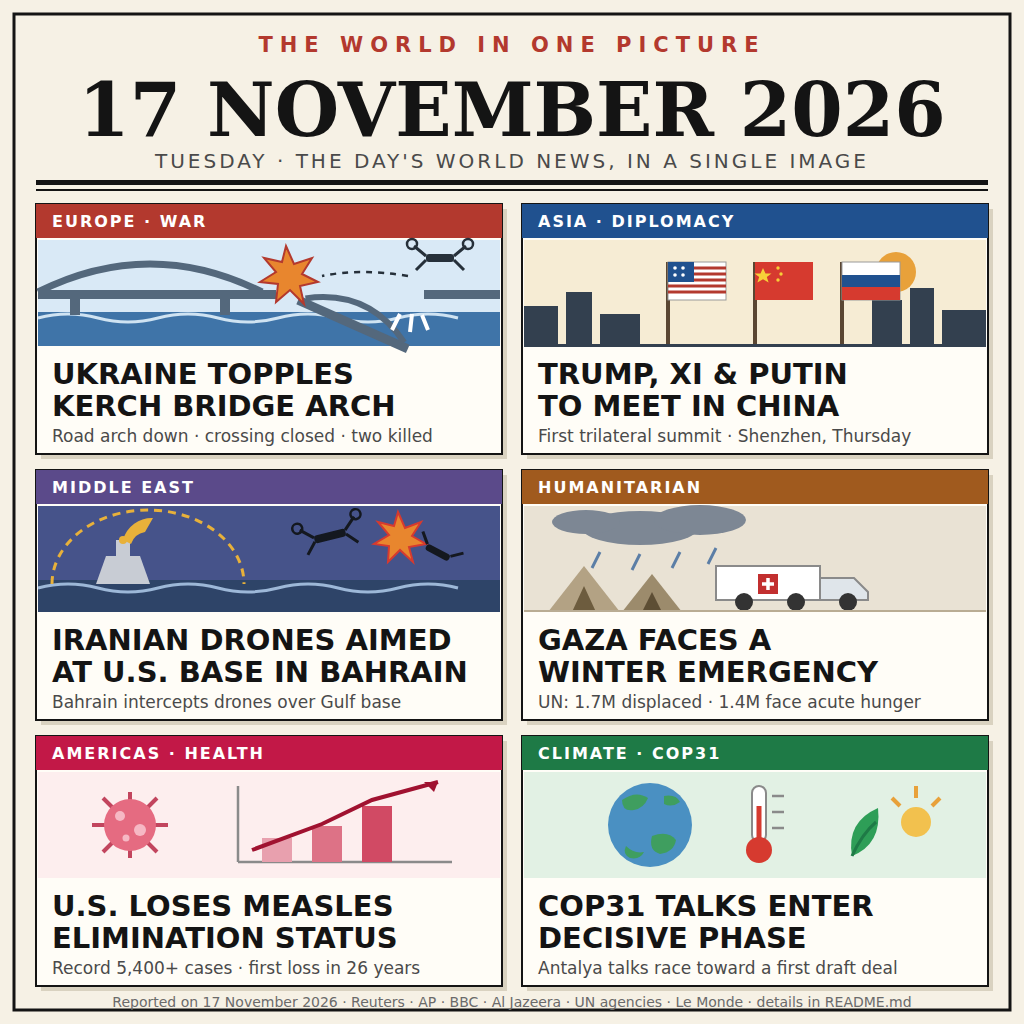 THE WORLD IN ONE PICTURE
17 NOVEMBER 2026
TUESDAY · THE DAY'S WORLD NEWS, IN A SINGLE IMAGE
EUROPE · WAR
UKRAINE TOPPLES
KERCH BRIDGE ARCH
Road arch down · crossing closed · two killed
ASIA · DIPLOMACY
TRUMP, XI & PUTIN
TO MEET IN CHINA
First trilateral summit · Shenzhen, Thursday
MIDDLE EAST
IRANIAN DRONES AIMED
AT U.S. BASE IN BAHRAIN
Bahrain intercepts drones over Gulf base
HUMANITARIAN
GAZA FACES A
WINTER EMERGENCY
UN: 1.7M displaced · 1.4M face acute hunger
AMERICAS · HEALTH
U.S. LOSES MEASLES
ELIMINATION STATUS
Record 5,400+ cases · first loss in 26 years
CLIMATE · COP31
COP31 TALKS ENTER
DECISIVE PHASE
Antalya talks race toward a first draft deal
Reported on 17 November 2026 · Reuters · AP · BBC · Al Jazeera · UN agencies · Le Monde · details in README.md